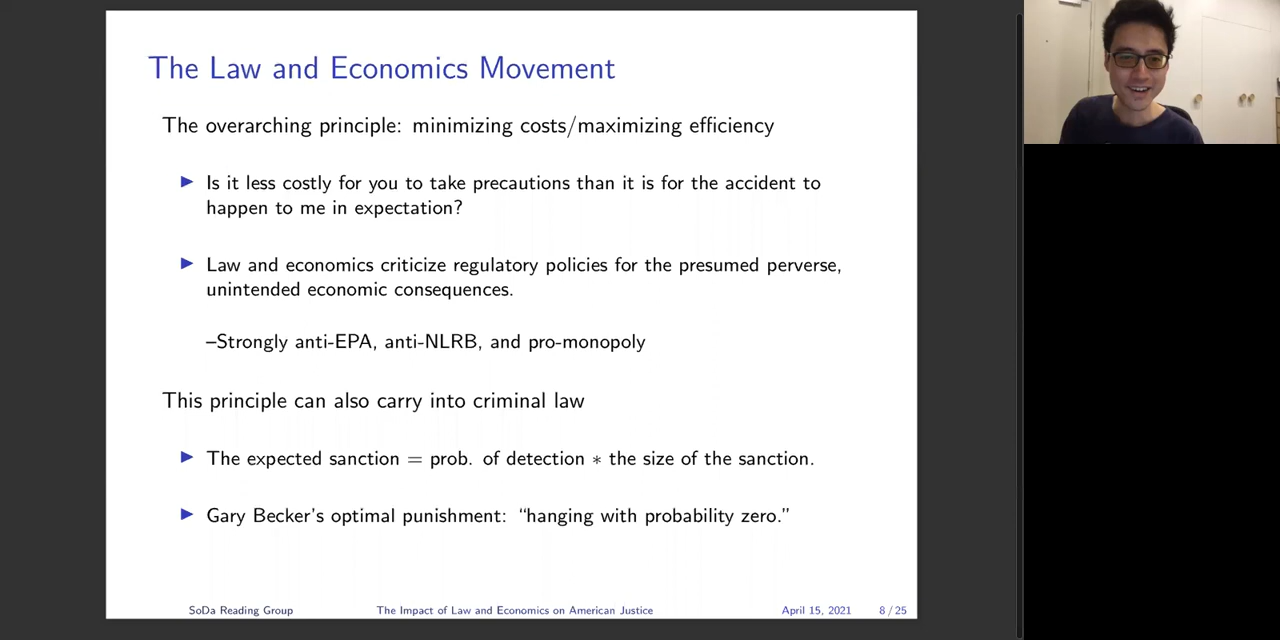 The Law and Economics Movement
The overarching principle: minimizing costs/maximizing efficiency
▶ Is it less costly for you to take precautions than it is for the accident to
happen to me in expectation?
▶ Law and economics criticize regulatory policies for the presumed perverse,
unintended economic consequences.
–Strongly anti-EPA, anti-NLRB, and pro-monopoly
This principle can also carry into criminal law
▶ The expected sanction = prob. of detection ∗ the size of the sanction.
▶ Gary Becker's optimal punishment: “hanging with probability zero.”
SoDa Reading Group The Impact of Law and Economics on American Justice April 15, 2021 8 / 25